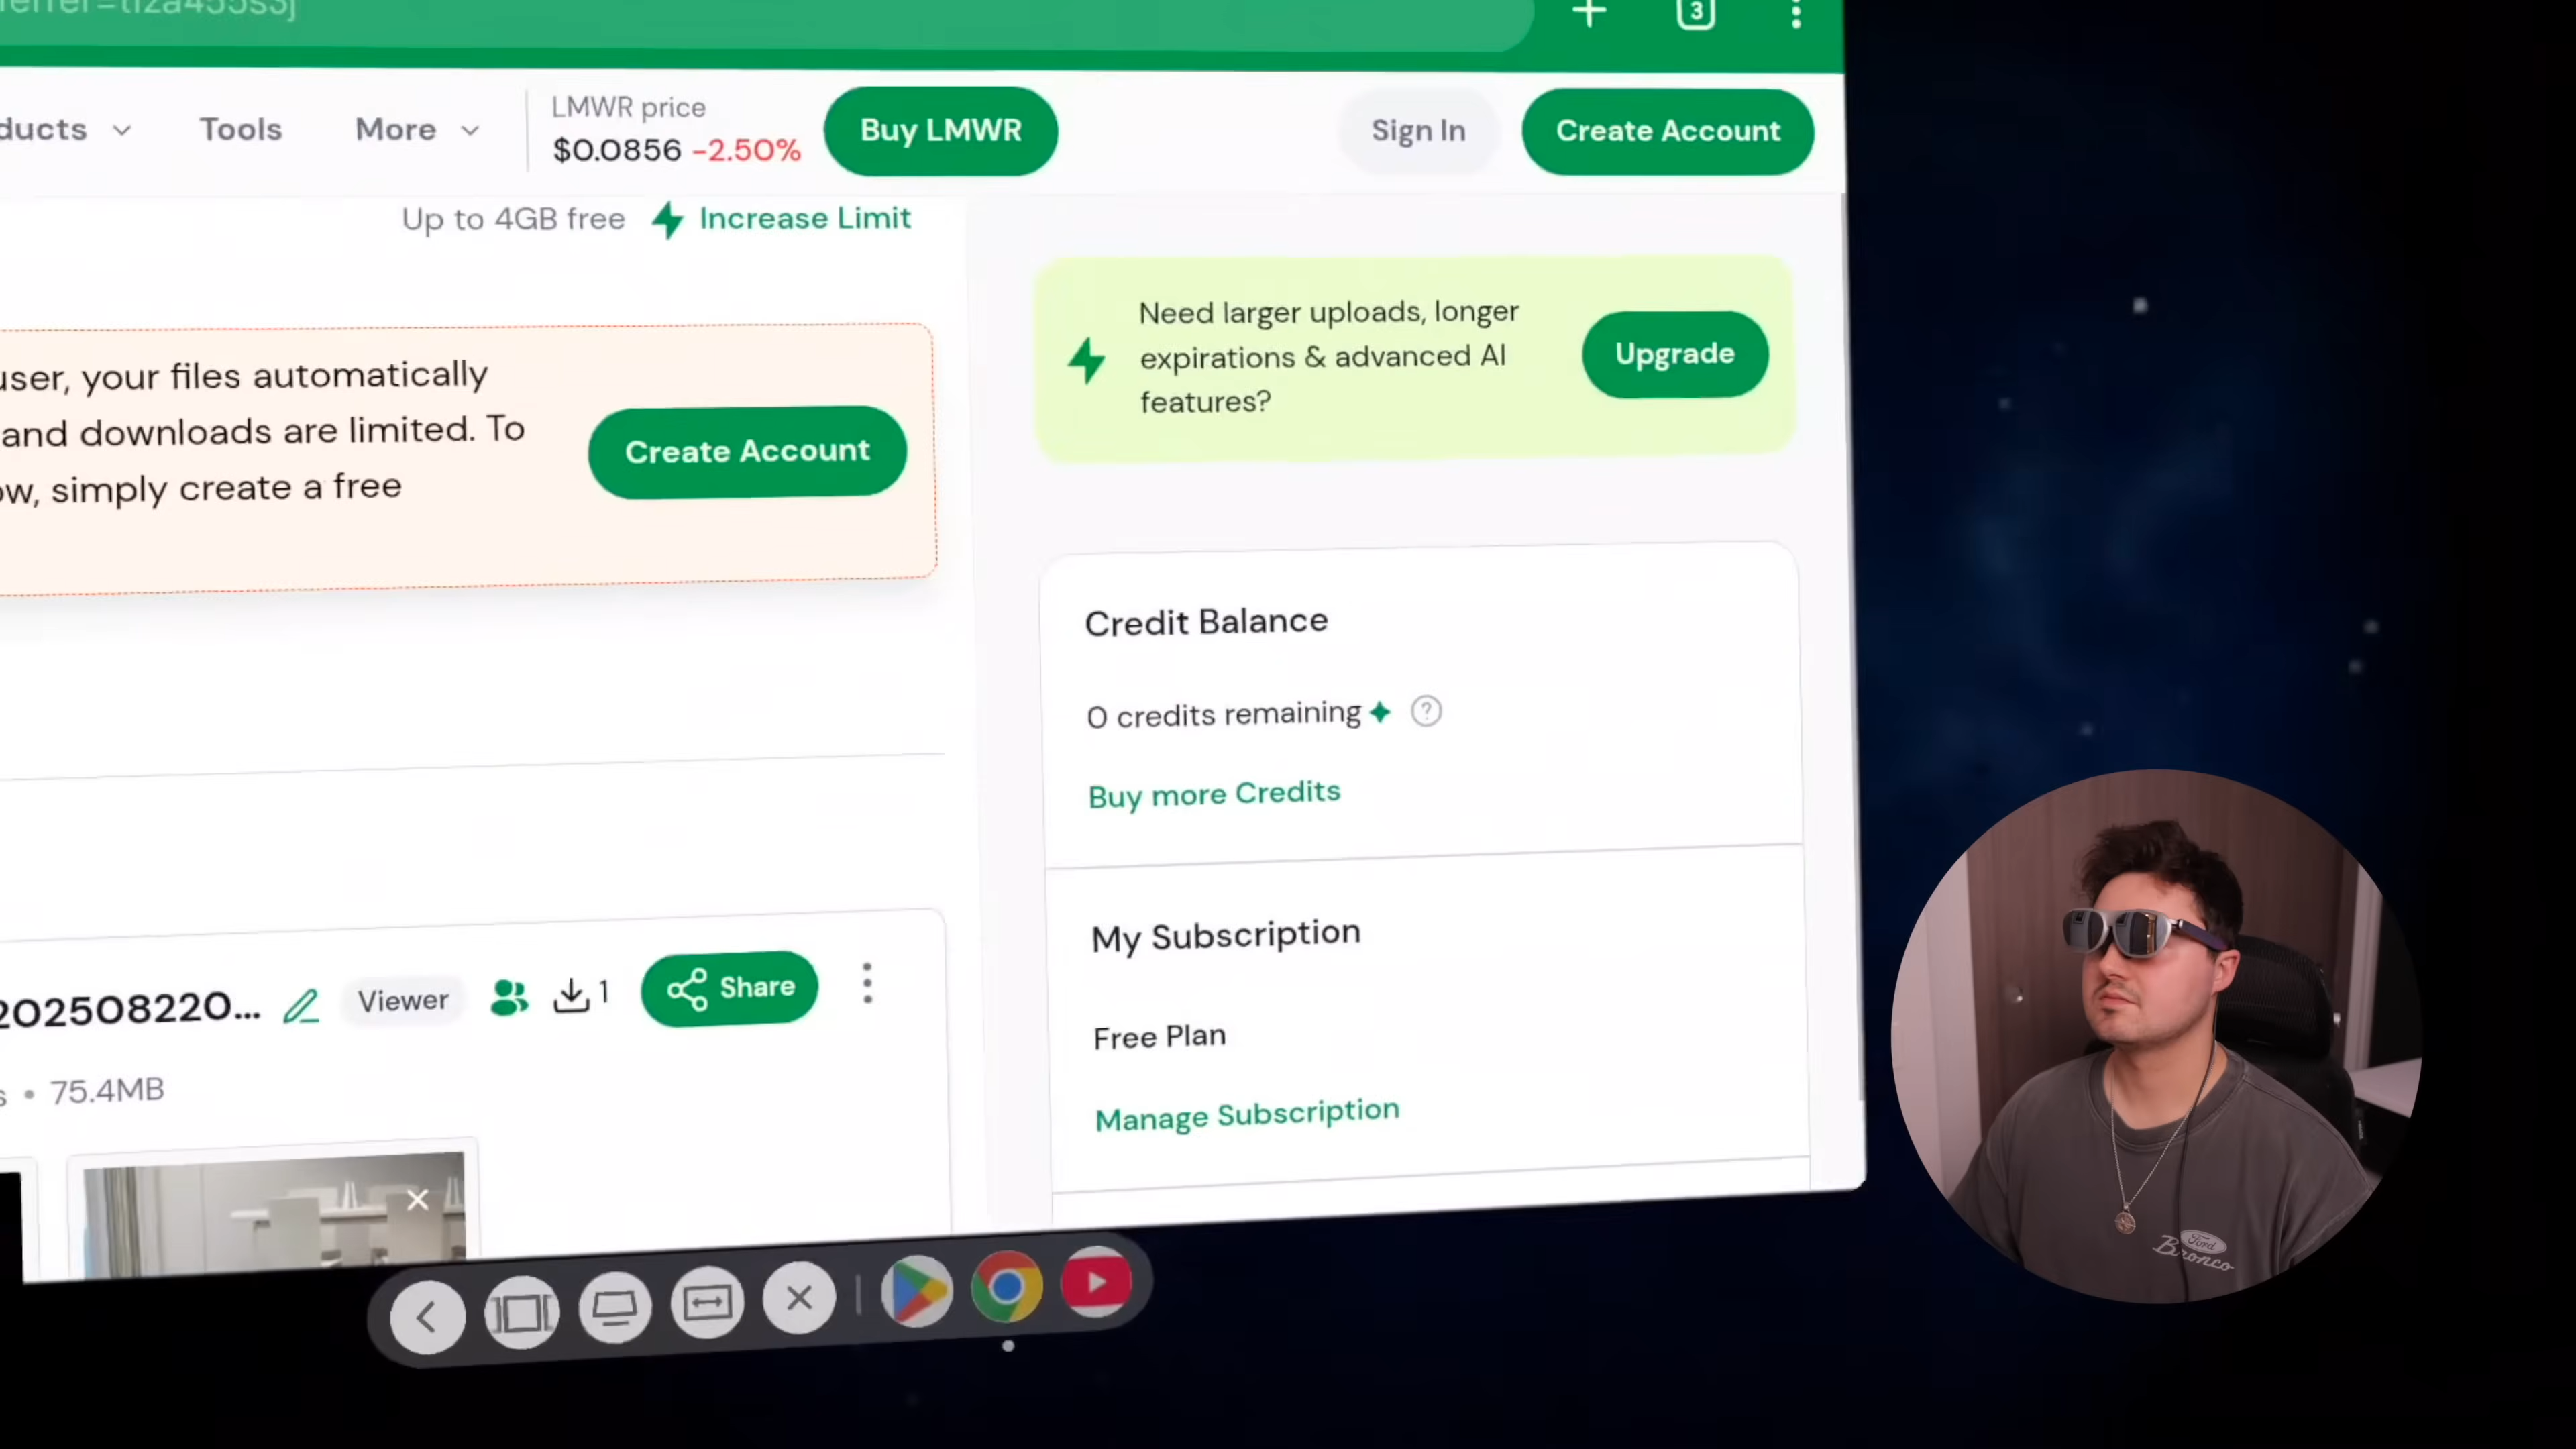 3
Tools
More
LMWR price
$0.0856 -2.50%
Buy LMWR
Sign In
Create Account
Up to 4GB free
Increase Limit
user, your files automatically
and downloads are limited. To
simply create a free
Create Account
Need larger uploads, longer
expirations & advanced AI
features?
Upgrade
Credit Balance
0 credits remaining
?
Buy more Credits
My Subscription
Free Plan
Manage Subscription
202508220...
Viewer
1
Share
75.4MB
Ford
Bronco